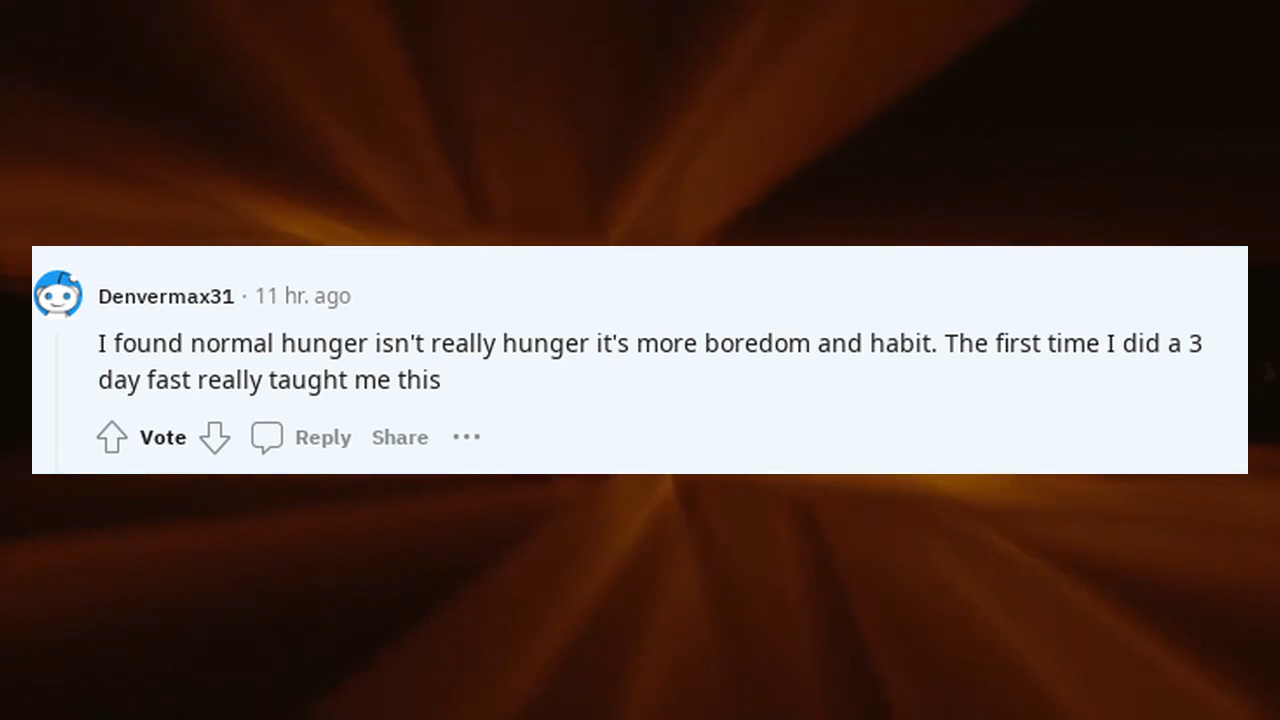 Denvermax31 · 11 hr. ago
I found normal hunger isn't really hunger it's more boredom and habit. The first time I did a 3
day fast really taught me this
Vote Reply Share ...